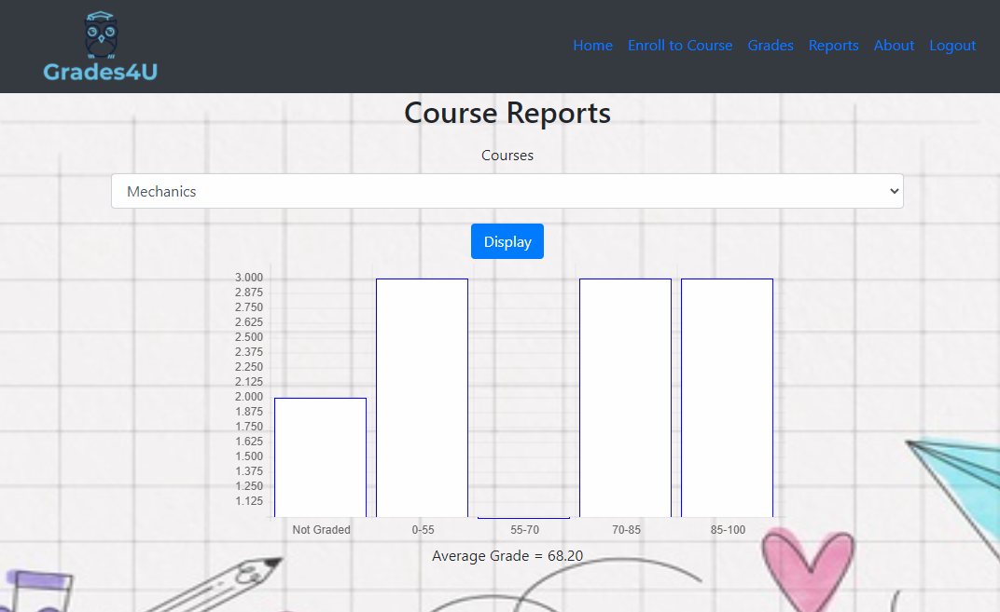 Grades4U
Home Enroll to Course Grades Reports About Logout
Course Reports
Courses
Mechanics
Display
3.000
2.875
2.750
2.625
2.500
2.375
2.250
2.125
2.000
1.875
1.750
1.625
1.500
1.375
1.250
1.125
Not Graded 0-55 55-70 70-85 85-100
Average Grade = 68.20